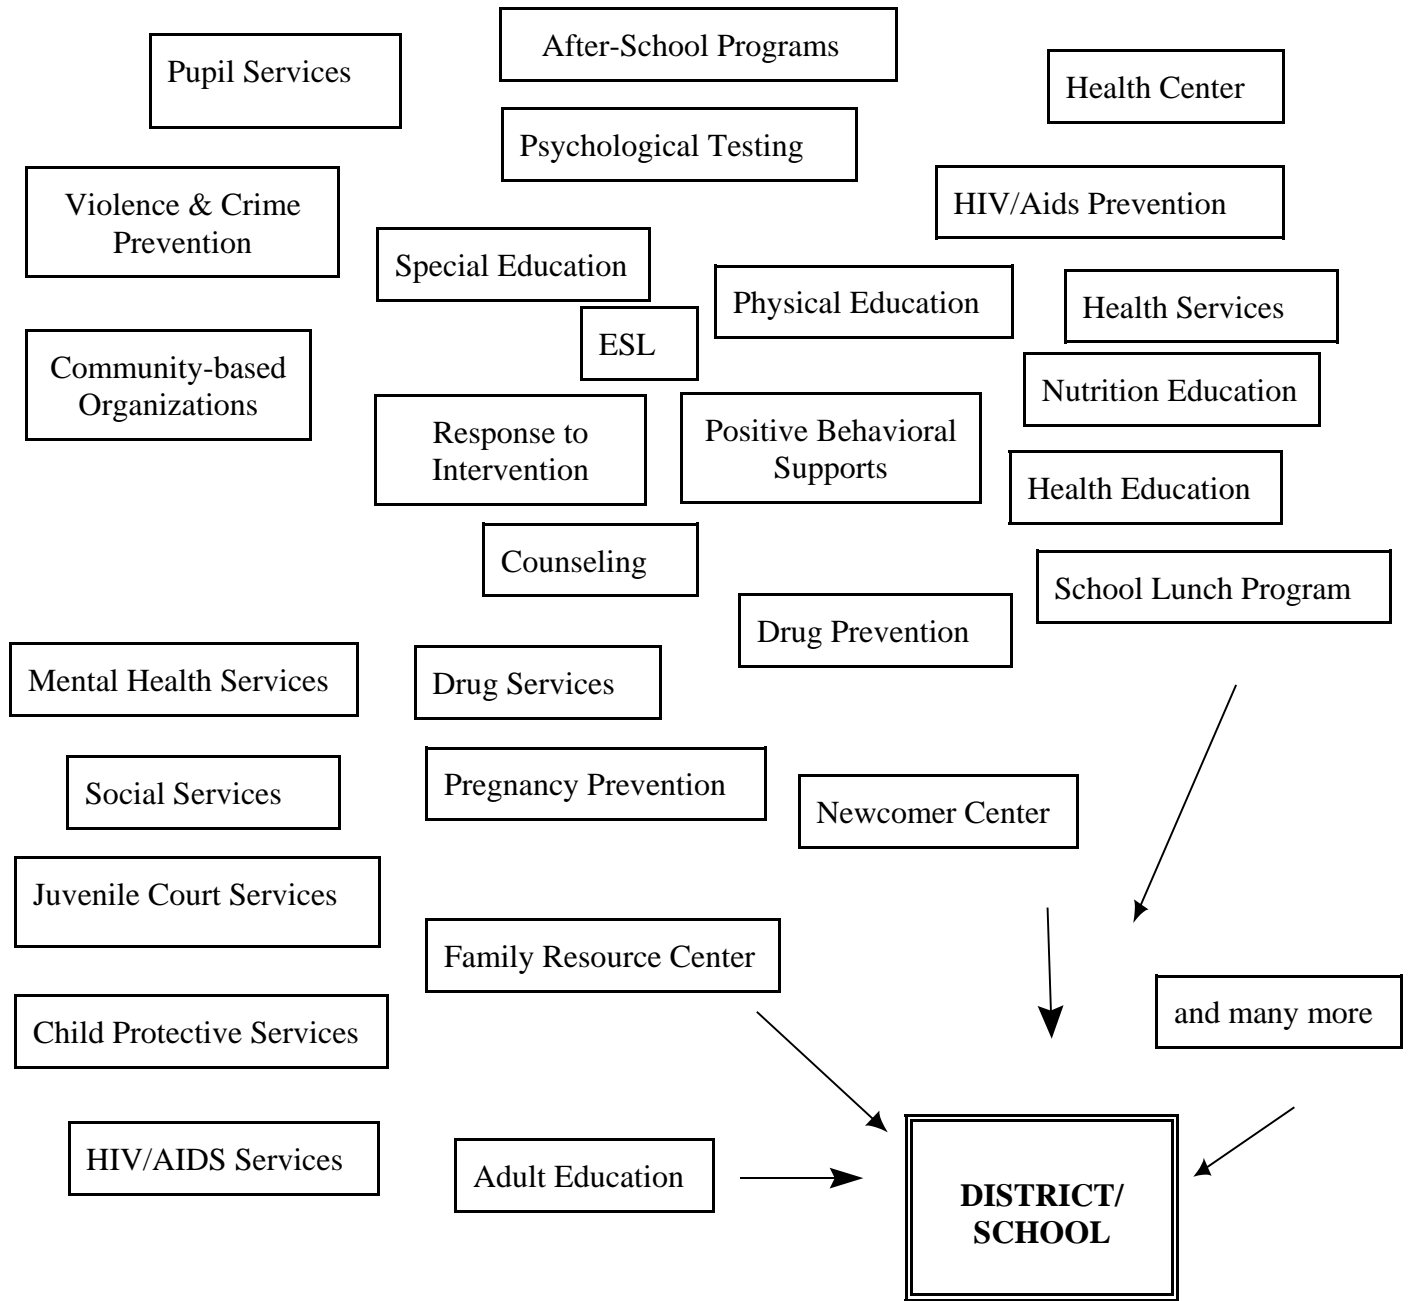 After-School Programs
Pupil Services
Health Center
Psychological Testing
Violence & Crime
Prevention
HIV/Aids Prevention
Special Education
Physical Education
Health Services
ESL
Community-based
Organizations
Nutrition Education
Response to
Intervention
Positive Behavioral
Supports
Health Education
Counseling
School Lunch Program
Drug Prevention
Mental Health Services
Drug Services
Social Services
Pregnancy Prevention
Newcomer Center
Juvenile Court Services
Family Resource Center
Child Protective Services
and many more
HIV/AIDS Services
Adult Education
DISTRICT/
SCHOOL